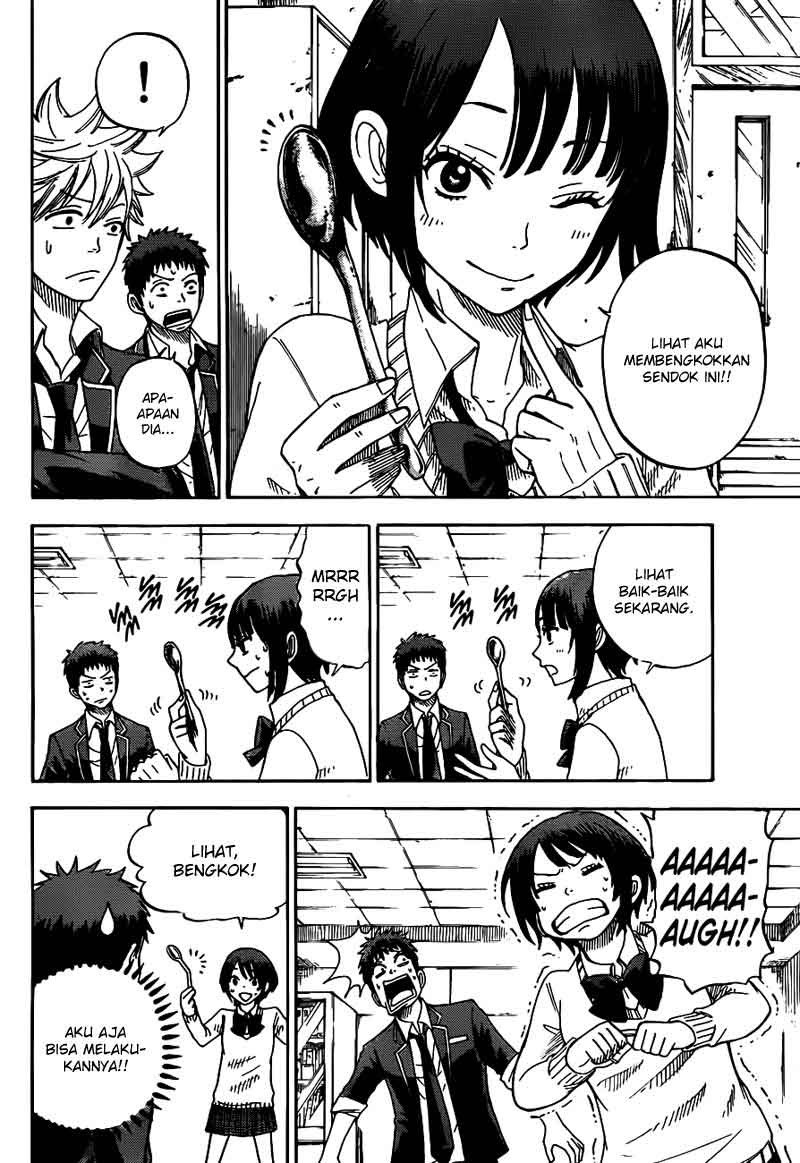 !
APA-
APAAN
DIA...
LIHAT AKU
MEMBENGKOKKAN
SENDOK INI!!
MRRR
RRGH
...
LIHAT
BAIK-BAIK
SEKARANG.
LIHAT,
BENGKOK!
AKU AJA
BISA MELAKU-
KANNYA!!
AAAAA-
AAAAA-
AUGH!!